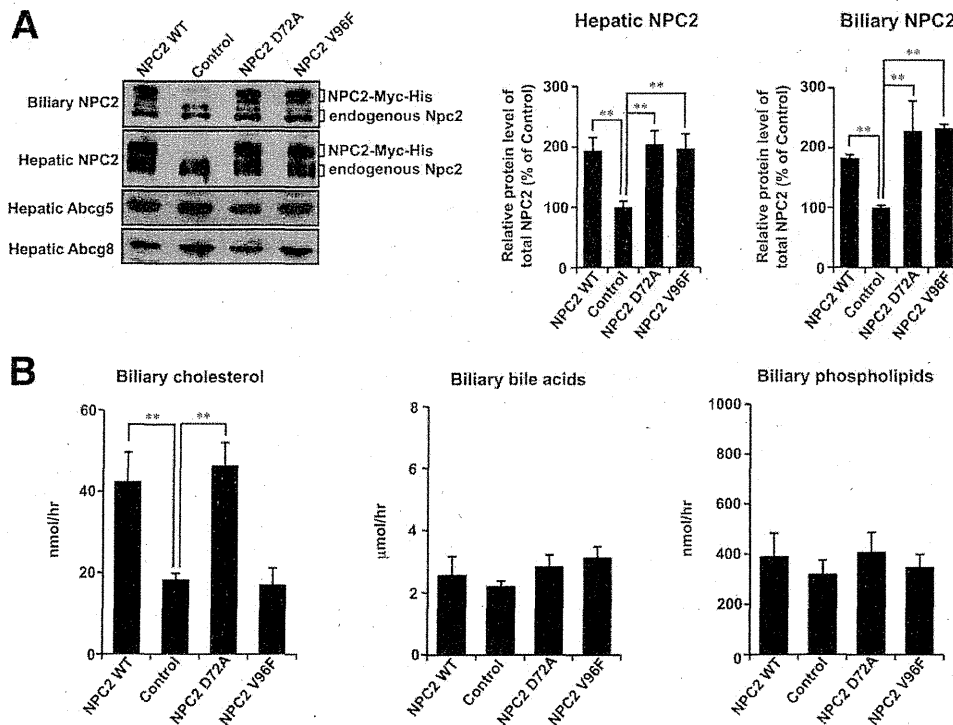 A
NPC2 WT
Control
NPC2 D72A
NPC2 V96F
Biliary NPC2
NPC2-Myc-His
endogenous Npc2
Hepatic NPC2
NPC2-Myc-His
endogenous Npc2
Hepatic Abcg5
Hepatic Abcg8
Hepatic NPC2
Relative protein level of
total NPC2 (% of Control)
300
200
100
0
**
**
**
NPC2 WT
Control
NPC2 D72A
NPC2 V96F
Biliary NPC2
Relative protein level of
total NPC2 (% of Control)
300
200
100
0
**
**
**
NPC2 WT
Control
NPC2 D72A
NPC2 V96F
B
Biliary cholesterol
nmol/hr
60
40
20
0
**
**
NPC2 WT
Control
NPC2 D72A
NPC2 V96F
Biliary bile acids
μmol/hr
8
6
4
2
0
NPC2 WT
Control
NPC2 D72A
NPC2 V96F
Biliary phospholipids
nmol/hr
1000
800
600
400
200
0
NPC2 WT
Control
NPC2 D72A
NPC2 V96F